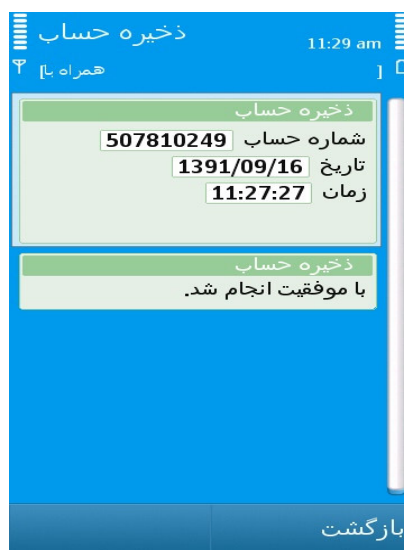 ذخیره حساب
11:29 am
همراه با[
]
ذخیره حساب
شماره حساب 507810249
تاریخ 1391/09/16
زمان 11:27:27
ذخیره حساب
با موفقیت انجام شد.
بازگشت